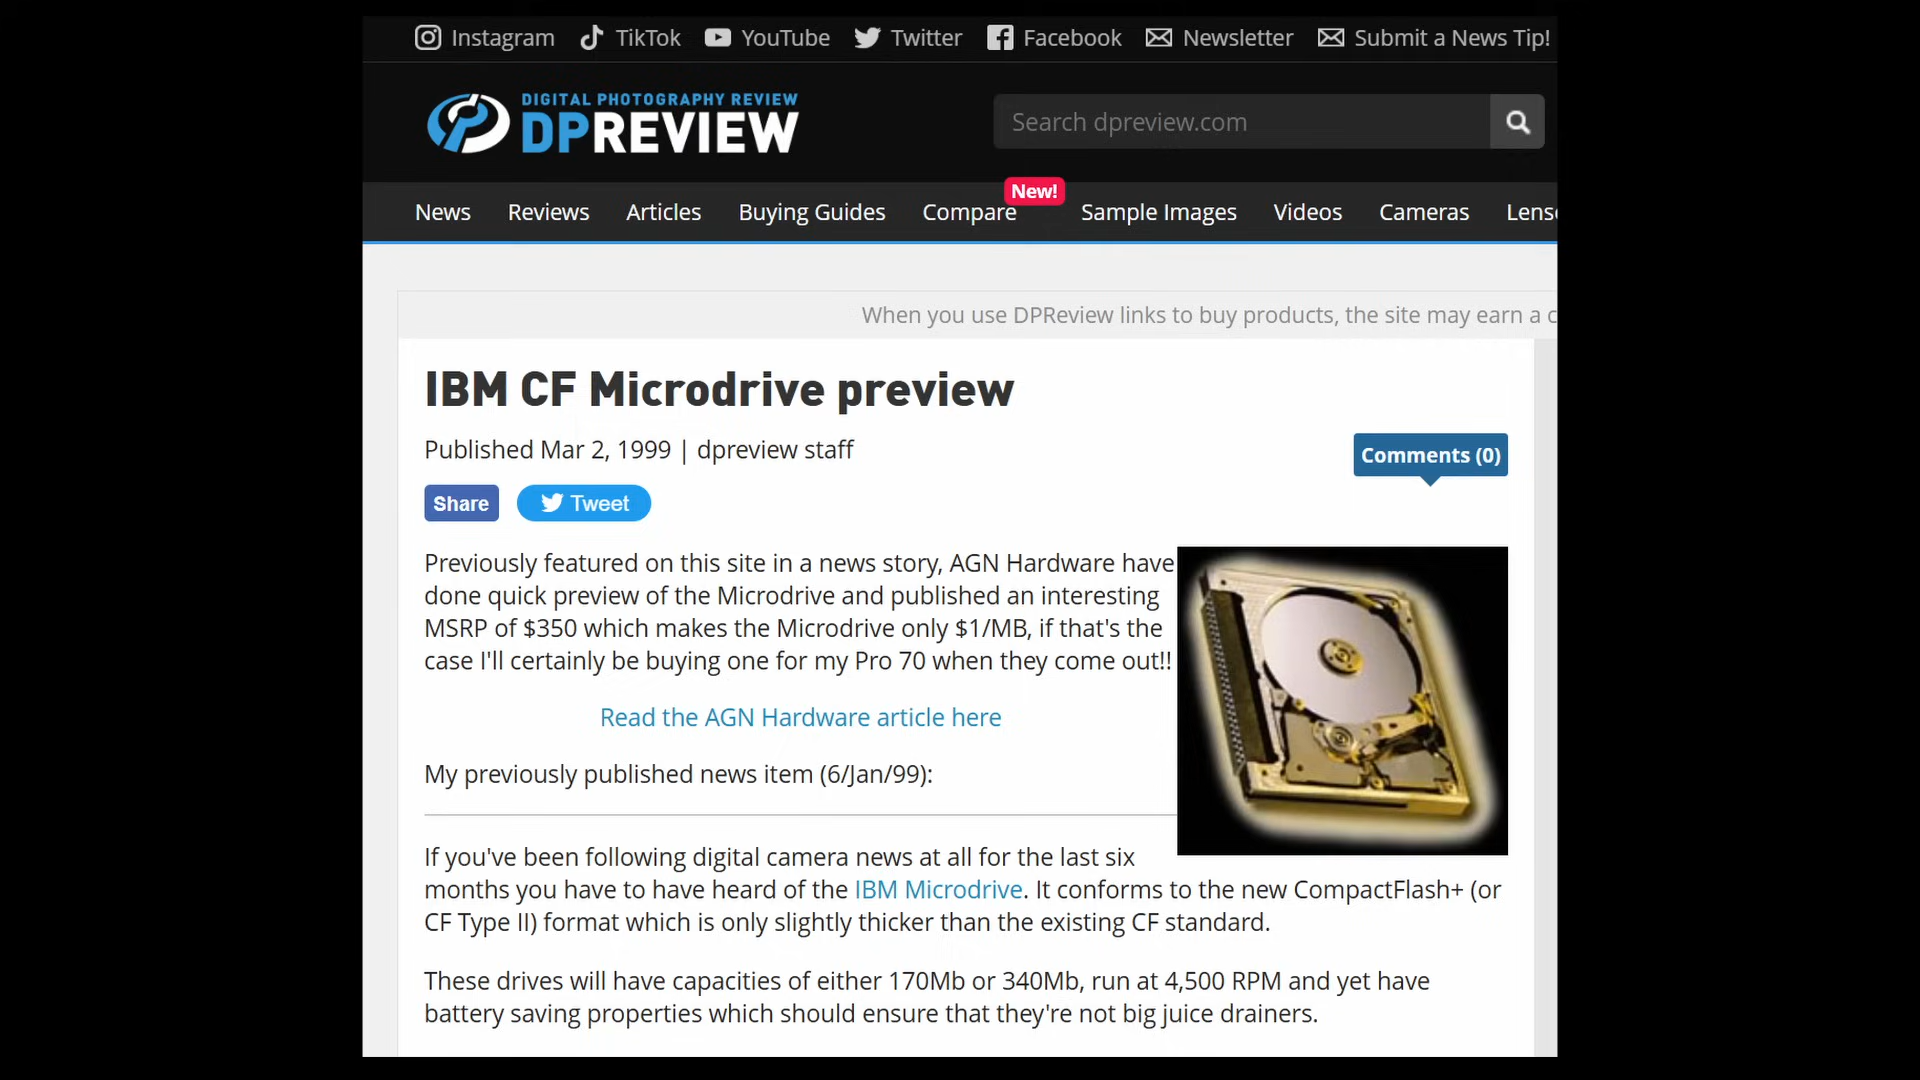 Instagram TikTok YouTube Twitter Facebook Newsletter Submit a News Tip!
DIGITAL PHOTOGRAPHY REVIEW
DPREVIEW
Search dpreview.com
New!
News Reviews Articles Buying Guides Compare Sample Images Videos Cameras Lens
When you use DPReview links to buy products, the site may earn a c
IBM CF Microdrive preview
Published Mar 2, 1999 | dpreview staff
Comments (0)
Share Tweet
Previously featured on this site in a news story, AGN Hardware have
done quick preview of the Microdrive and published an interesting
MSRP of $350 which makes the Microdrive only $1/MB, if that's the
case I'll certainly be buying one for my Pro 70 when they come out!!
Read the AGN Hardware article here
My previously published news item (6/Jan/99):
If you've been following digital camera news at all for the last six
months you have to have heard of the IBM Microdrive. It conforms to the new CompactFlash+ (or
CF Type II) format which is only slightly thicker than the existing CF standard.
These drives will have capacities of either 170Mb or 340Mb, run at 4,500 RPM and yet have
battery saving properties which should ensure that they're not big juice drainers.